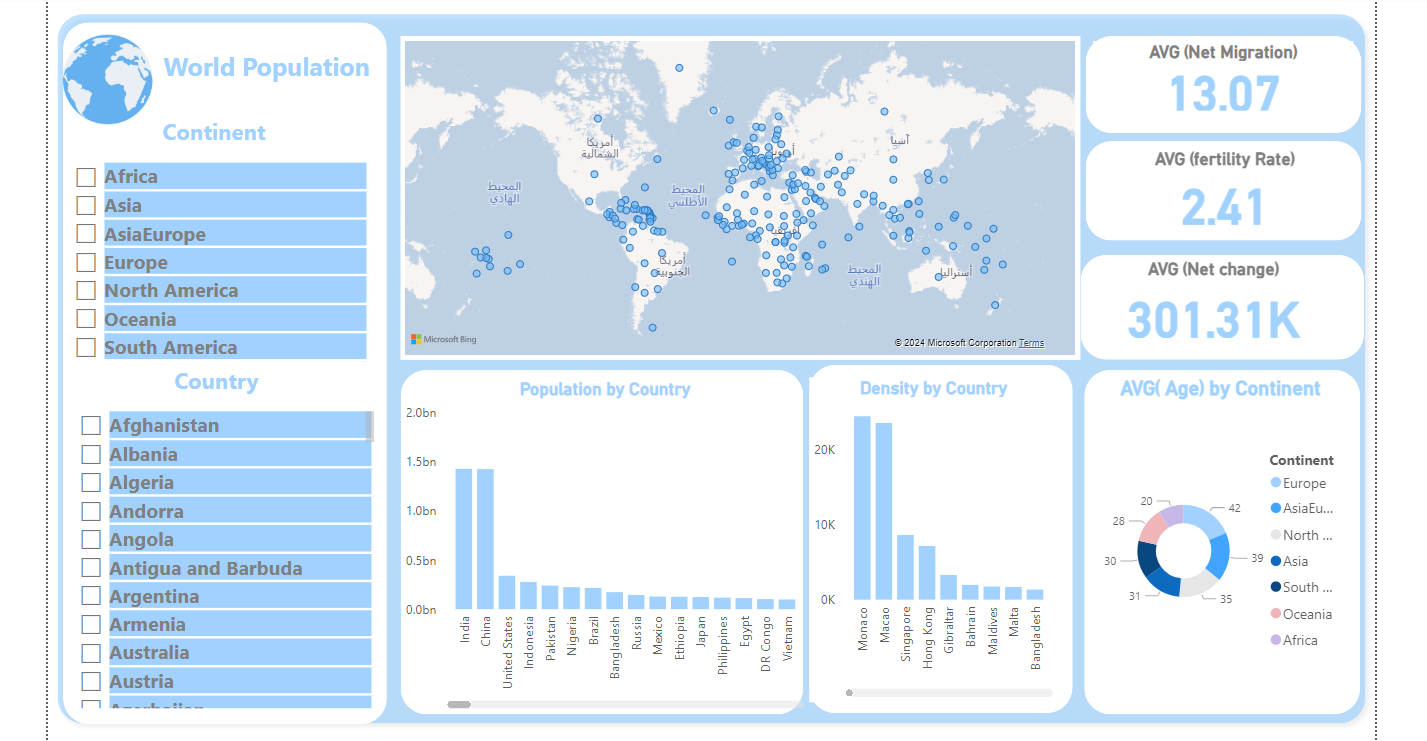 World Population
Continent
Africa
Asia
AsiaEurope
Europe
North America
Oceania
South America
Country
Afghanistan
Albania
Algeria
Andorra
Angola
Antigua and Barbuda
Argentina
Armenia
Australia
Austria
أمريكا
الشمالية
آسيا
المحيط
الهادي
المحيط
الأطلسي
أمريكا
الجنوبية
المحيط
الهندي
أستراليا
Microsoft Bing
© 2024 Microsoft Corporation Terms
AVG (Net Migration)
13.07
AVG (fertility Rate)
2.41
AVG (Net change)
301.31K
Population by Country
2.0bn
1.5bn
1.0bn
0.5bn
0.0bn
India
China
United States
Indonesia
Pakistan
Nigeria
Brazil
Bangladesh
Russia
Mexico
Ethiopia
Japan
Philippines
Egypt
DR Congo
Vietnam
Density by Country
20K
10K
0K
Monaco
Macao
Singapore
Hong Kong
Gibraltar
Bahrain
Maldives
Malta
Bangladesh
AVG( Age) by Continent
20
28
30
31
35
39
42
Continent
Europe
AsiaEu...
North ...
Asia
South ...
Oceania
Africa